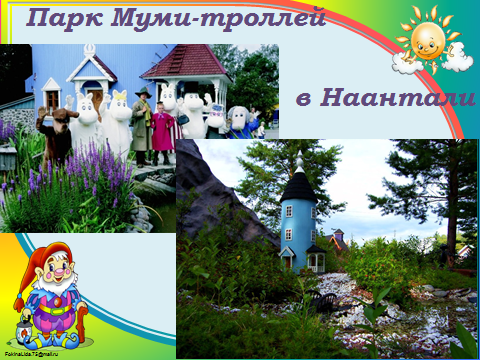 Парк Муми-троллей
в Наантали
FokinaLida.75@mail.ru